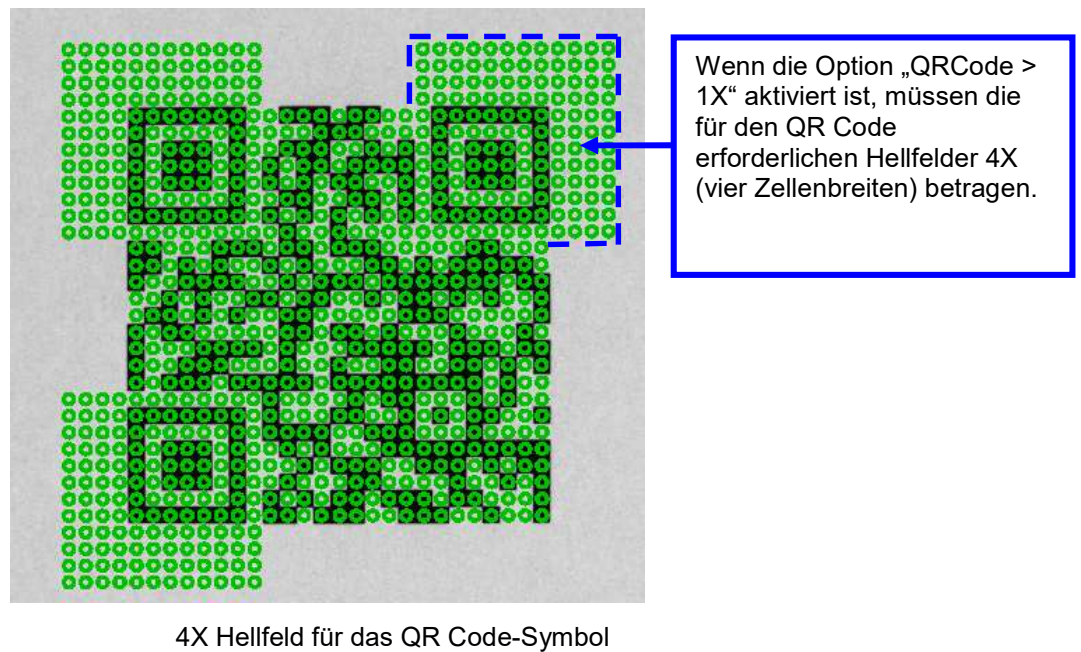 Wenn die Option „QRCode >
1X“ aktiviert ist, müssen die
für den QR Code
erforderlichen Hellfelder 4X
(vier Zellenbreiten) betragen.
4X Hellfeld für das QR Code-Symbol